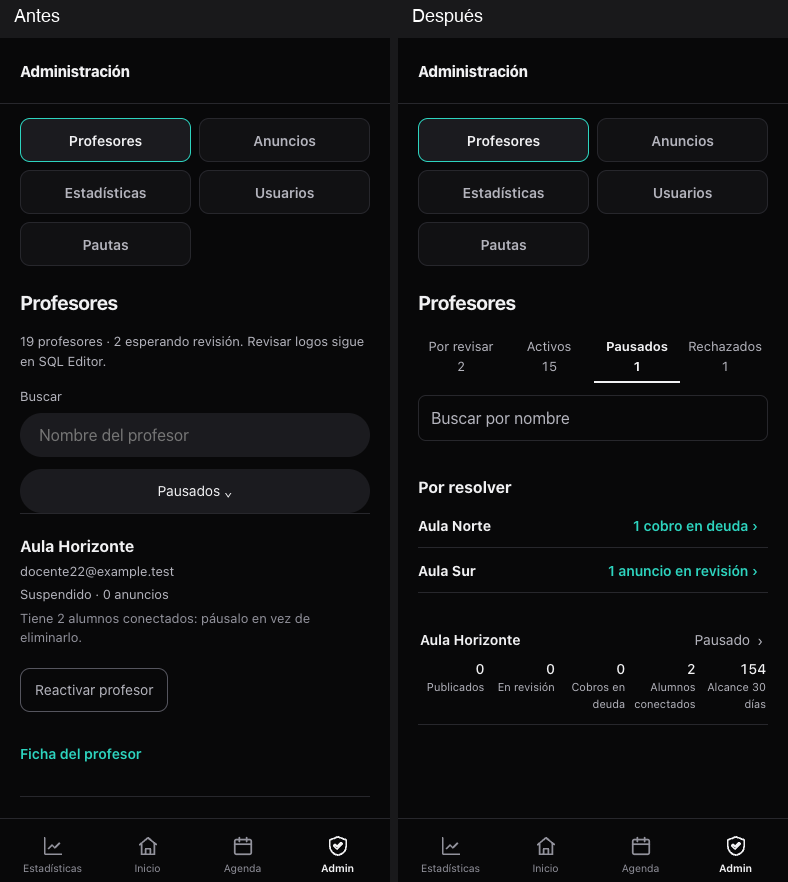 Antes
Administración
Profesores
Anuncios
Estadísticas
Usuarios
Pautas
Profesores
19 profesores · 2 esperando revisión. Revisar logos sigue
en SQL Editor.
Buscar
Nombre del profesor
Pausados ⌄
Aula Horizonte
docente22@example.test
Suspendido · 0 anuncios
Tiene 2 alumnos conectados: páusalo en vez de
eliminarlo.
Reactivar profesor
Ficha del profesor
Estadísticas
Inicio
Agenda
Admin
Después
Administración
Profesores
Anuncios
Estadísticas
Usuarios
Pautas
Profesores
Por revisar
2
Activos
15
Pausados
1
Rechazados
1
Buscar por nombre
Por resolver
Aula Norte
1 cobro en deuda ›
Aula Sur
1 anuncio en revisión ›
Aula Horizonte
Pausado ›
0
Publicados
0
En revisión
0
Cobros en
deuda
2
Alumnos
conectados
154
Alcance 30
días
Estadísticas
Inicio
Agenda
Admin